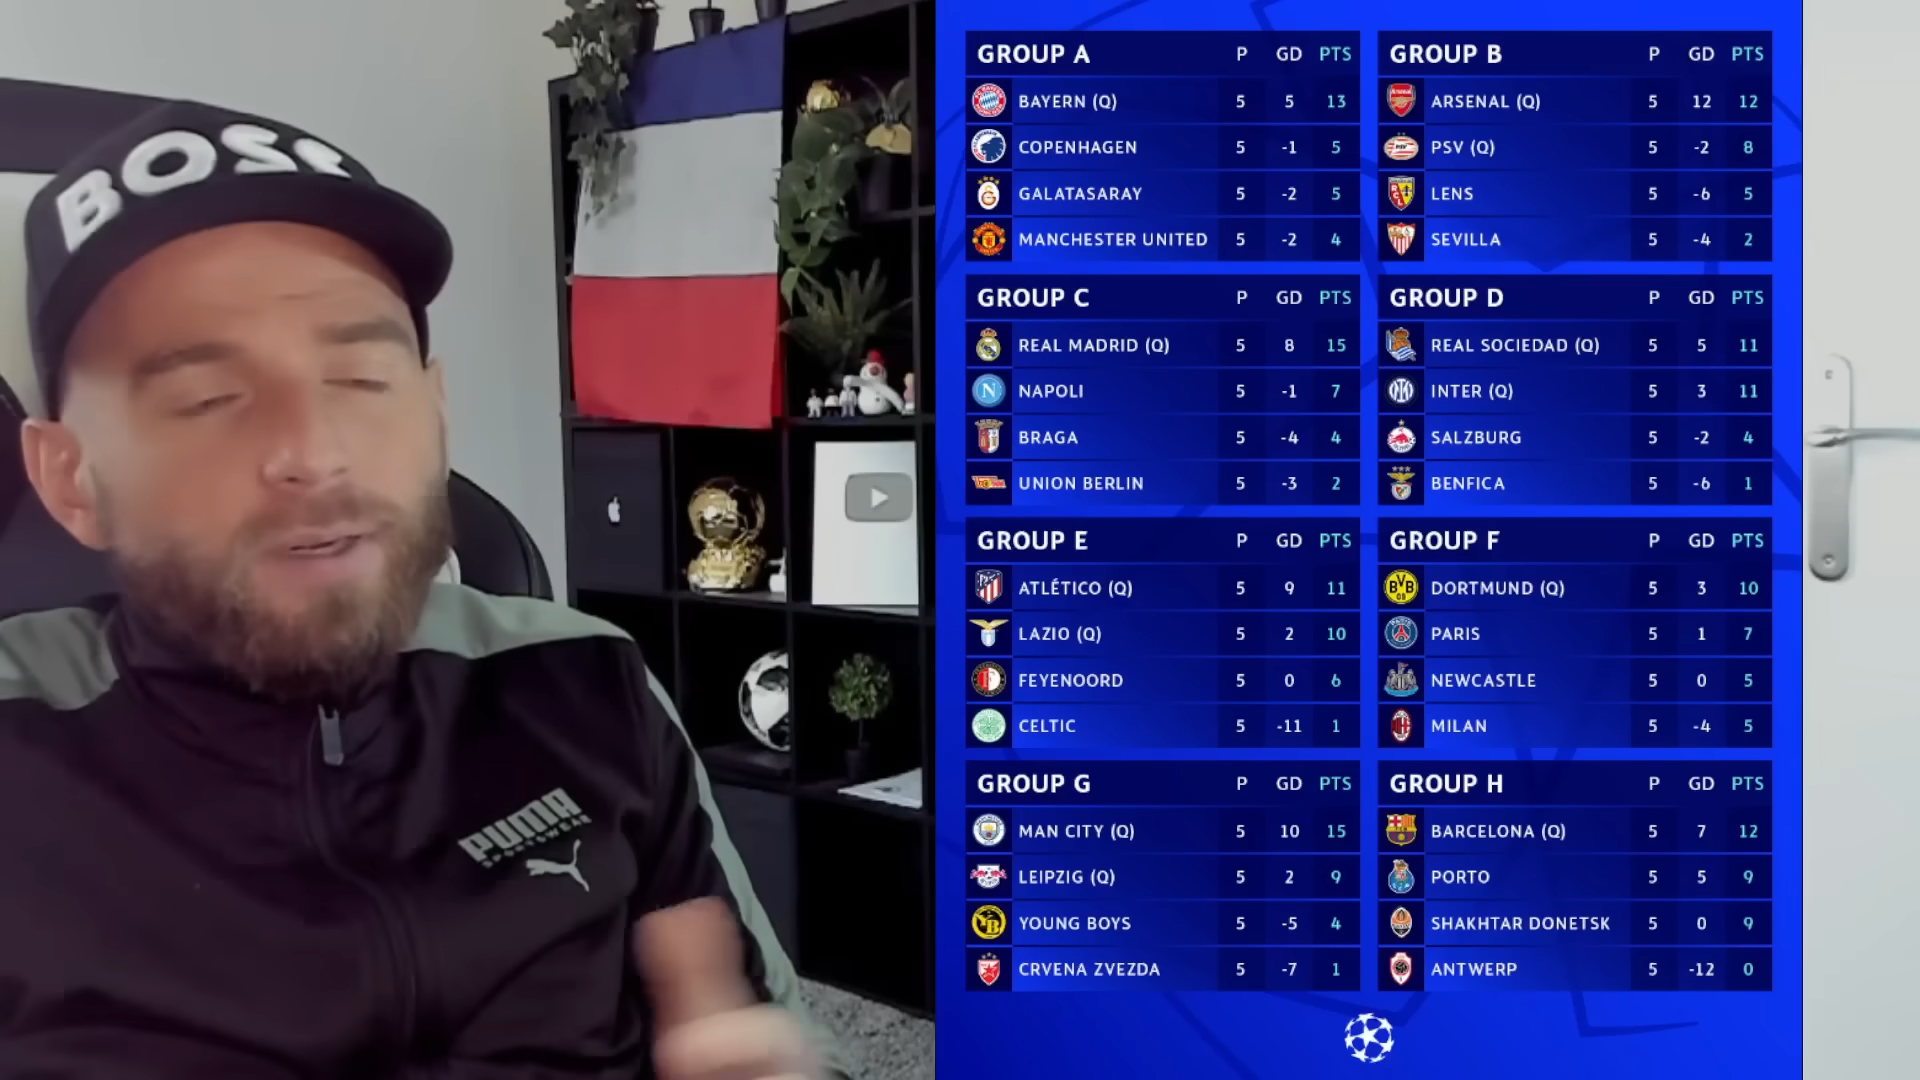 BOSS
PUMA
SPORTSWEAR
GROUP A P GD PTS
BAYERN (Q) 5 5 13
COPENHAGEN 5 -1 5
GALATASARAY 5 -2 5
MANCHESTER UNITED 5 -2 4
GROUP B P GD PTS
ARSENAL (Q) 5 12 12
PSV (Q) 5 -2 8
LENS 5 -6 5
SEVILLA 5 -4 2
GROUP C P GD PTS
REAL MADRID (Q) 5 8 15
NAPOLI 5 -1 7
BRAGA 5 -4 4
UNION BERLIN 5 -3 2
GROUP D P GD PTS
REAL SOCIEDAD (Q) 5 5 11
INTER (Q) 5 3 11
SALZBURG 5 -2 4
BENFICA 5 -6 1
GROUP E P GD PTS
ATLÉTICO (Q) 5 9 11
LAZIO (Q) 5 2 10
FEYENOORD 5 0 6
CELTIC 5 -11 1
GROUP F P GD PTS
DORTMUND (Q) 5 3 10
PARIS 5 1 7
NEWCASTLE 5 0 5
MILAN 5 -4 5
GROUP G P GD PTS
MAN CITY (Q) 5 10 15
LEIPZIG (Q) 5 2 9
YOUNG BOYS 5 -5 4
CRVENA ZVEZDA 5 -7 1
GROUP H P GD PTS
BARCELONA (Q) 5 7 12
PORTO 5 5 9
SHAKHTAR DONETSK 5 0 9
ANTWERP 5 -12 0